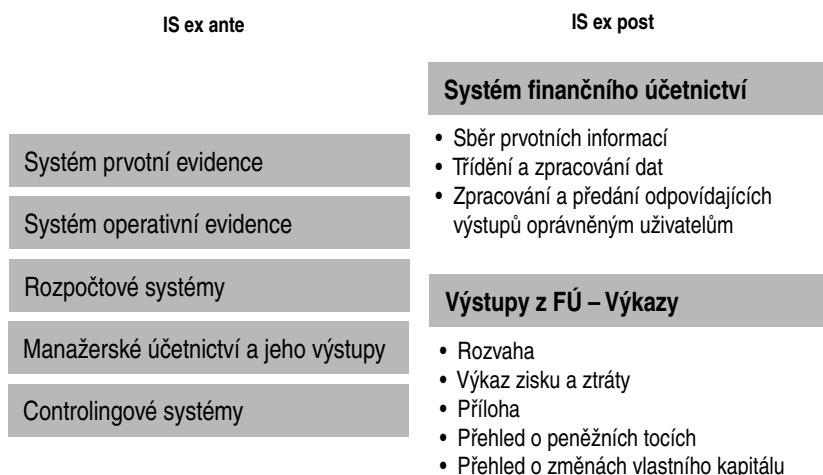 IS ex ante
Systém prvotní evidence
Systém operativní evidence
Rozpočtové systémy
Manažerské účetnictví a jeho výstupy
Controlingové systémy
IS ex post
Systém finančního účetnictví
• Sběr prvotních informací
• Třídění a zpracování dat
• Zpracování a předání odpovídajících
výstupů oprávněným uživatelům
Výstupy z FÚ – Výkazy
• Rozvaha
• Výkaz zisku a ztráty
• Příloha
• Přehled o peněžních tocích
• Přehled o změnách vlastního kapitálu